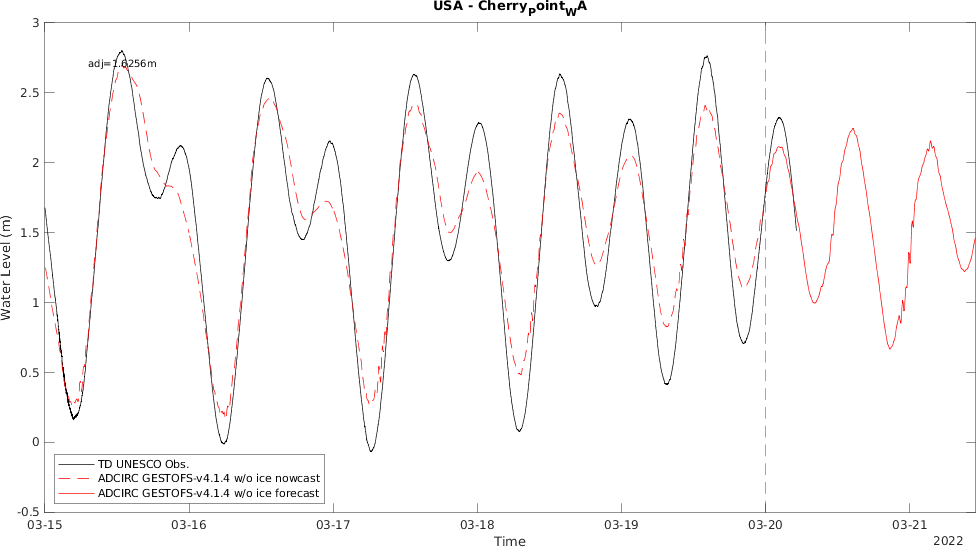 USA - CherryPointWA
3
adj=1.6256m
2.5
2
1.5
1
0.5
0
-0.5
Water Level (m)
TD UNESCO Obs.
ADCIRC GESTOFS-v4.1.4 w/o ice nowcast
ADCIRC GESTOFS-v4.1.4 w/o ice forecast
03-15 03-16 03-17 03-18 03-19 03-20 03-21
Time
2022